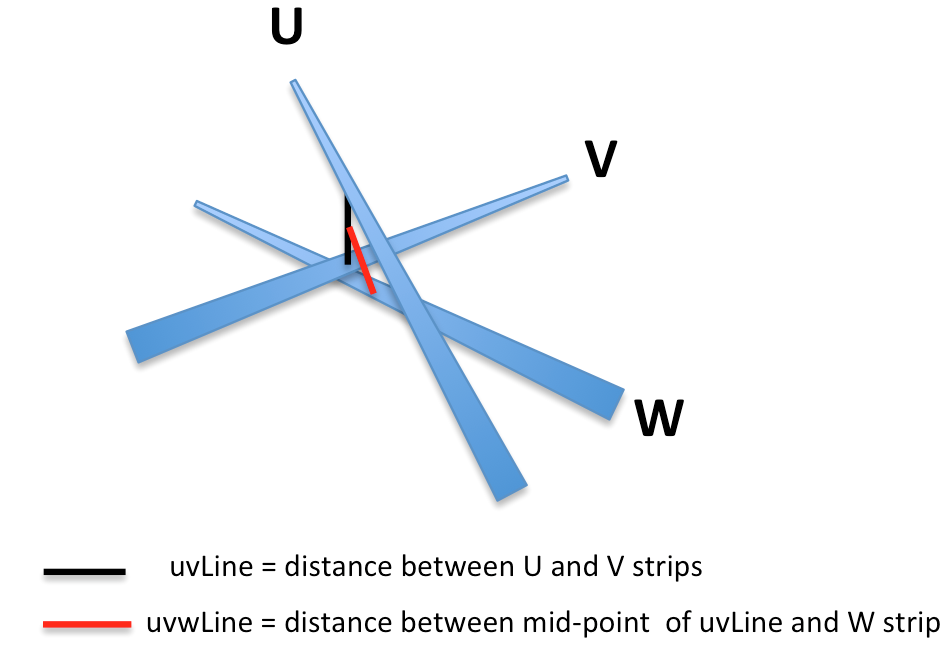 U
V
W
uvLine = distance between U and V strips
uvwLine = distance between mid-point of uvLine and W strip